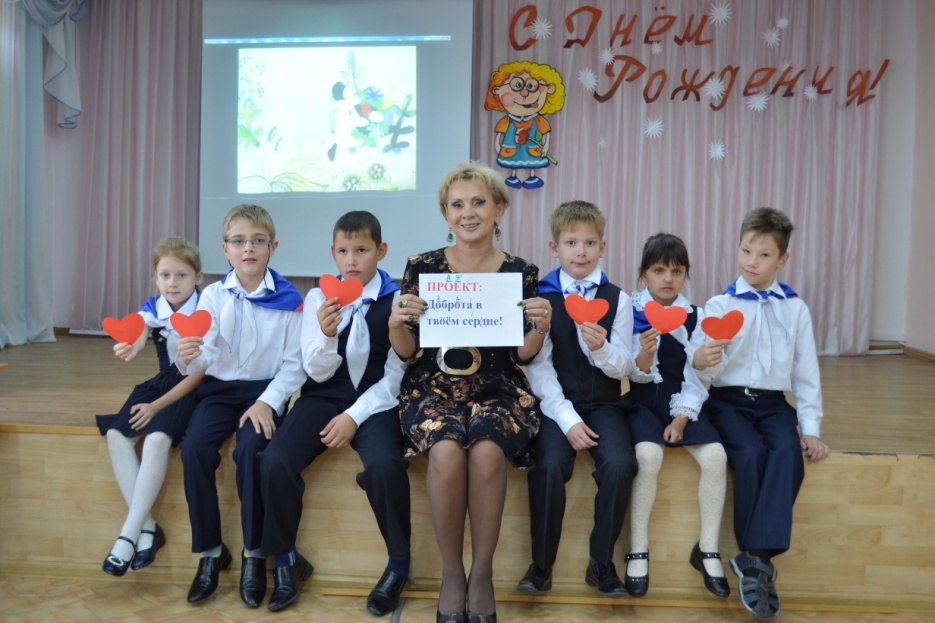 С Днём
Рожденья!
ПРОЕКТ:
Доброта в
твоём сердце!